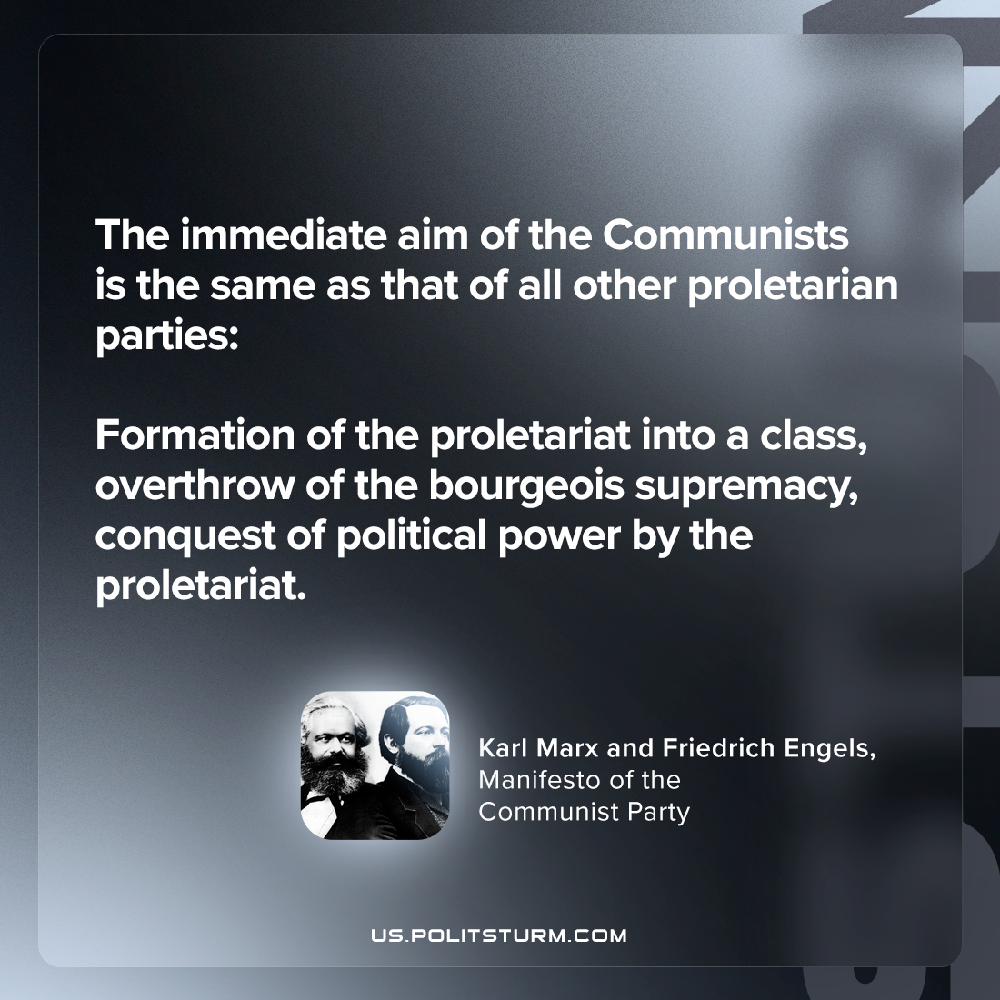 The immediate aim of the Communists
is the same as that of all other proletarian
parties:
Formation of the proletariat into a class,
overthrow of the bourgeois supremacy,
conquest of political power by the
proletariat.
Karl Marx and Friedrich Engels,
Manifesto of the
Communist Party
US.POLITSTURM.COM